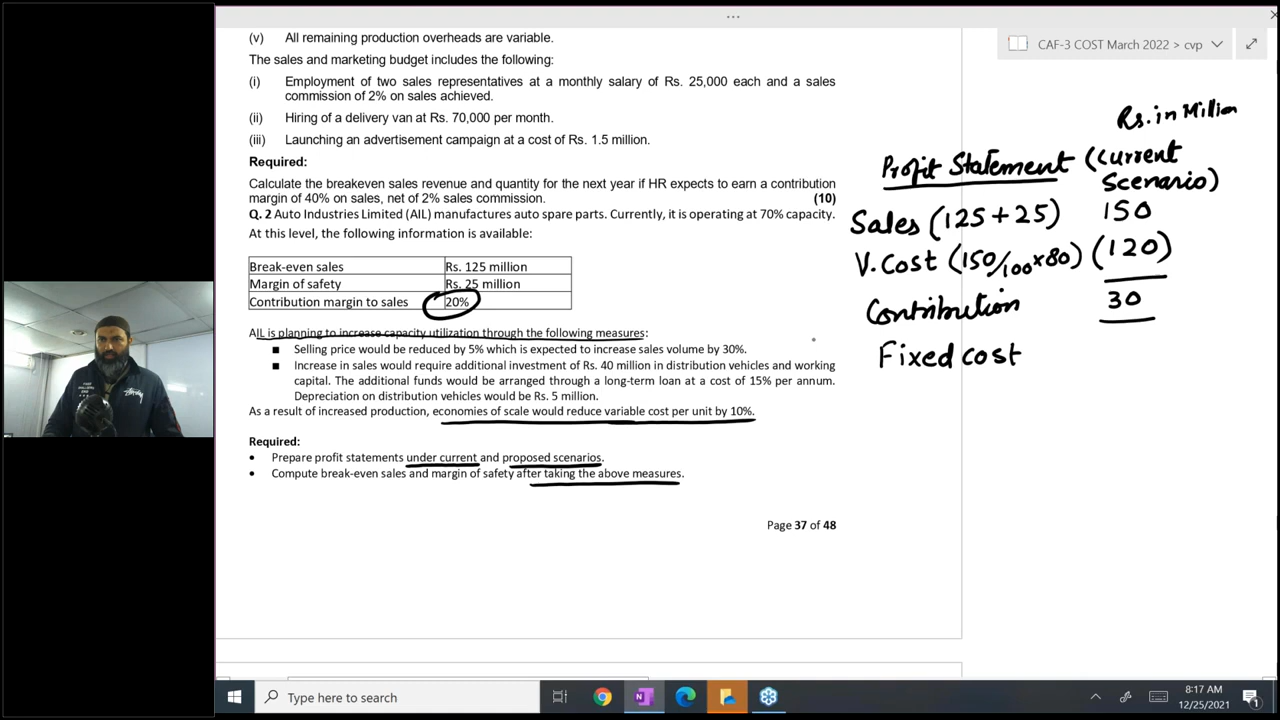 CAF-3 COST March 2022 > cvp
(v) All remaining production overheads are variable.
The sales and marketing budget includes the following:
(i) Employment of two sales representatives at a monthly salary of Rs. 25,000 each and a sales
commission of 2% on sales achieved.
(ii) Hiring of a delivery van at Rs. 70,000 per month.
(iii) Launching an advertisement campaign at a cost of Rs. 1.5 million.
Required:
Calculate the breakeven sales revenue and quantity for the next year if HR expects to earn a contribution
margin of 40% on sales, net of 2% sales commission. (10)
Q. 2 Auto Industries Limited (AIL) manufactures auto spare parts. Currently, it is operating at 70% capacity.
At this level, the following information is available:
Break-even sales Rs. 125 million
Margin of safety Rs. 25 million
Contribution margin to sales 20%
AIL is planning to increase capacity utilization through the following measures:
■ Selling price would be reduced by 5% which is expected to increase sales volume by 30%.
■ Increase in sales would require additional investment of Rs. 40 million in distribution vehicles and working
capital. The additional funds would be arranged through a long-term loan at a cost of 15% per annum.
Depreciation on distribution vehicles would be Rs. 5 million.
As a result of increased production, economies of scale would reduce variable cost per unit by 10%.
Required:
• Prepare profit statements under current and proposed scenarios.
• Compute break-even sales and margin of safety after taking the above measures.
Page 37 of 48
Rs. in Million
Profit Statement (Current
Scenario)
Sales (125+25) 150
V. Cost (150/100×80) (120)
Contribution 30
Fixed cost
Type here to search
8:17 AM
12/25/2021